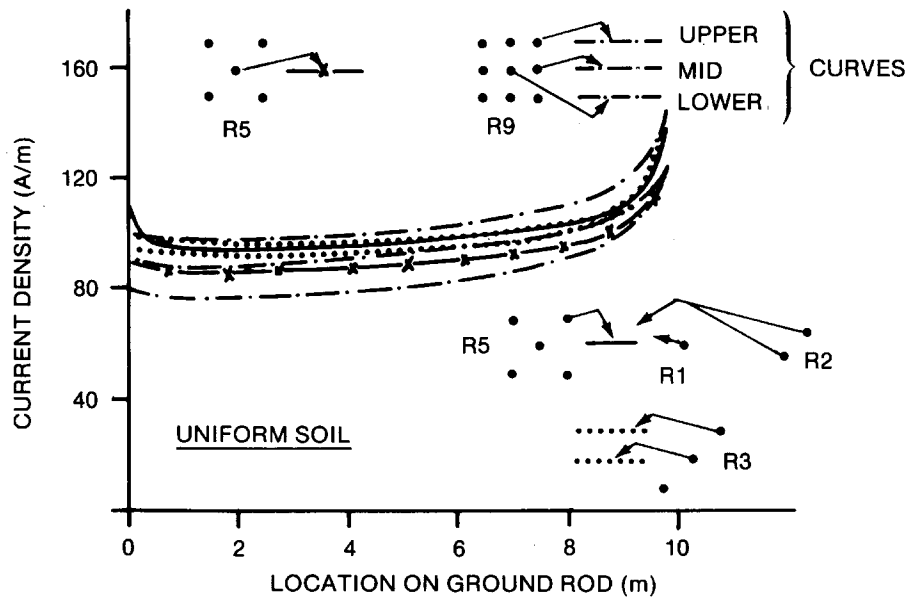 UPPER
160
MID
CURVES
LOWER
R5
R9
120
CURRENT DENSITY (A/m)
80
R5
R1
R2
40
UNIFORM SOIL
R3
0
2
4
6
8
10
LOCATION ON GROUND ROD (m)